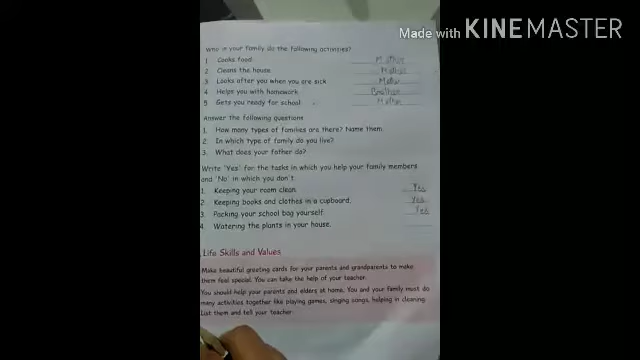 Made with KINEMASTER
Who in your family do the following activities?
1 Cooks food. Mother
2 Cleans the house. Mother
3 Looks after you when you are sick. Mother
4 Helps you with homework. Brother
5 Gets you ready for school. Mother
Answer the following questions.
1. How many types of families are there? Name them.
2. In which type of family do you live?
3. What does your father do?
Write 'Yes' for the tasks in which you help your family members
and 'No' in which you don't.
1. Keeping your room clean. Yes
2. Keeping books and clothes in a cupboard. Yes
3. Packing your school bag yourself. Yes
4. Watering the plants in your house.
Life Skills and Values
Make beautiful greeting cards for your parents and grandparents to make
them feel special. You can take the help of your teacher.
You should help your parents and elders at home. You and your family must do
many activities together like playing games, singing songs, helping in cleaning.
List them and tell your teacher.